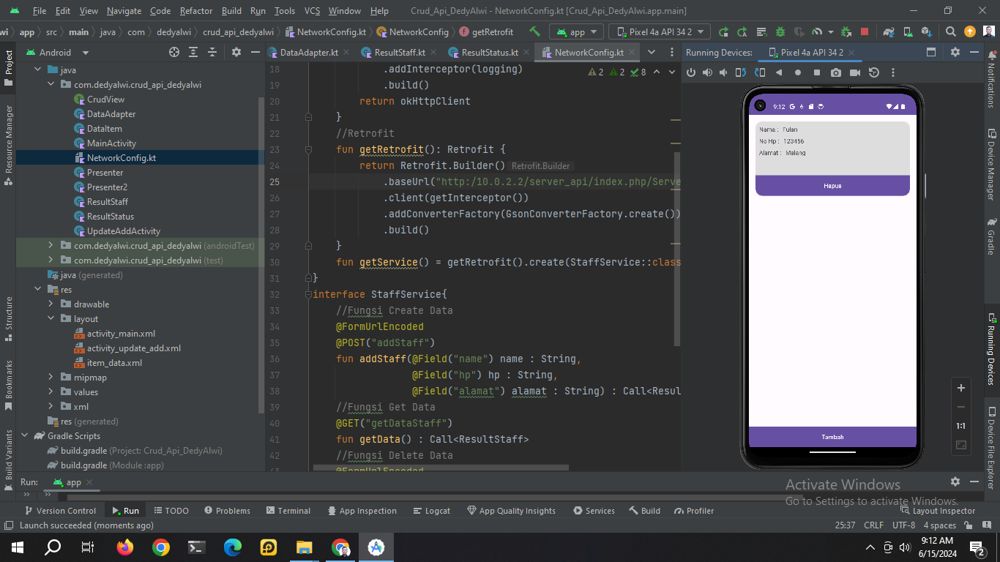 File Edit View Navigate Code Refactor Build Run Tools VCS Window Help Crud_Api_DedyAlwi - NetworkConfig.kt [Crud_Api_DedyAlwi.app.main]
wi app src main java com dedyalwi crud_api_dedyalwi NetworkConfig.kt NetworkConfig getRetrofit app Pixel 4a API 34 2
Android
DataAdapter.kt ResultStaff.kt ResultStatus.kt NetworkConfig.kt
Running Devices: Pixel 4a API 34 2
Project
Resource Manager
Structure
Bookmarks
Build Variants
java
com.dedyalwi.crud_api_dedyalwi
CrudView
DataAdapter
DataItem
MainActivity
NetworkConfig.kt
Presenter
Presenter2
ResultStaff
ResultStatus
UpdateAddActivity
com.dedyalwi.crud_api_dedyalwi (androidTest)
com.dedyalwi.crud_api_dedyalwi (test)
java (generated)
res
drawable
layout
activity_main.xml
activity_update_add.xml
item_data.xml
mipmap
values
xml
res (generated)
Gradle Scripts
build.gradle (Project: Crud_Api_DedyAlwi)
build.gradle (Module :app)
2 2 8
18 .addInterceptor(logging)
19 .build()
20 return okHttpClient
21 }
22 //Retrofit
23 fun getRetrofit(): Retrofit {
24 return Retrofit.Builder() Retrofit.Builder
25 .baseUrl("http:/10.0.2.2/server_api/index.php/Serve
26 .client(getInterceptor())
27 .addConverterFactory(GsonConverterFactory.create())
28 .build()
29 }
30 fun getService() = getRetrofit().create(StaffService::class
31 }
32 interface StaffService{
33 //Fungsi Create Data
34 @FormUrlEncoded
35 @POST("addStaff")
36 fun addStaff(@Field("name") name : String,
37 @Field("hp") hp : String,
38 @Field("alamat") alamat : String) : Call<Resul
39 //Fungsi Get Data
40 @GET("getDataStaff")
41 fun getData() : Call<ResultStaff>
42 //Fungsi Delete Data
43 @FormUrlEncoded
9:12 G
Nama : Fulan
No Hp : 123456
Alamat : Malang
Hapus
Tambah
1:1
Notifications
Device Manager
Gradle
Running Devices
Device File Explorer
Run: app
Activate Windows
Go to Settings to activate Windows.
Version Control Run TODO Problems Terminal App Inspection Logcat App Quality Insights Services Build Profiler Layout Inspector
Launch succeeded (moments ago) 25:37 CRLF UTF-8 4 spaces
9:12 AM
6/15/2024
2